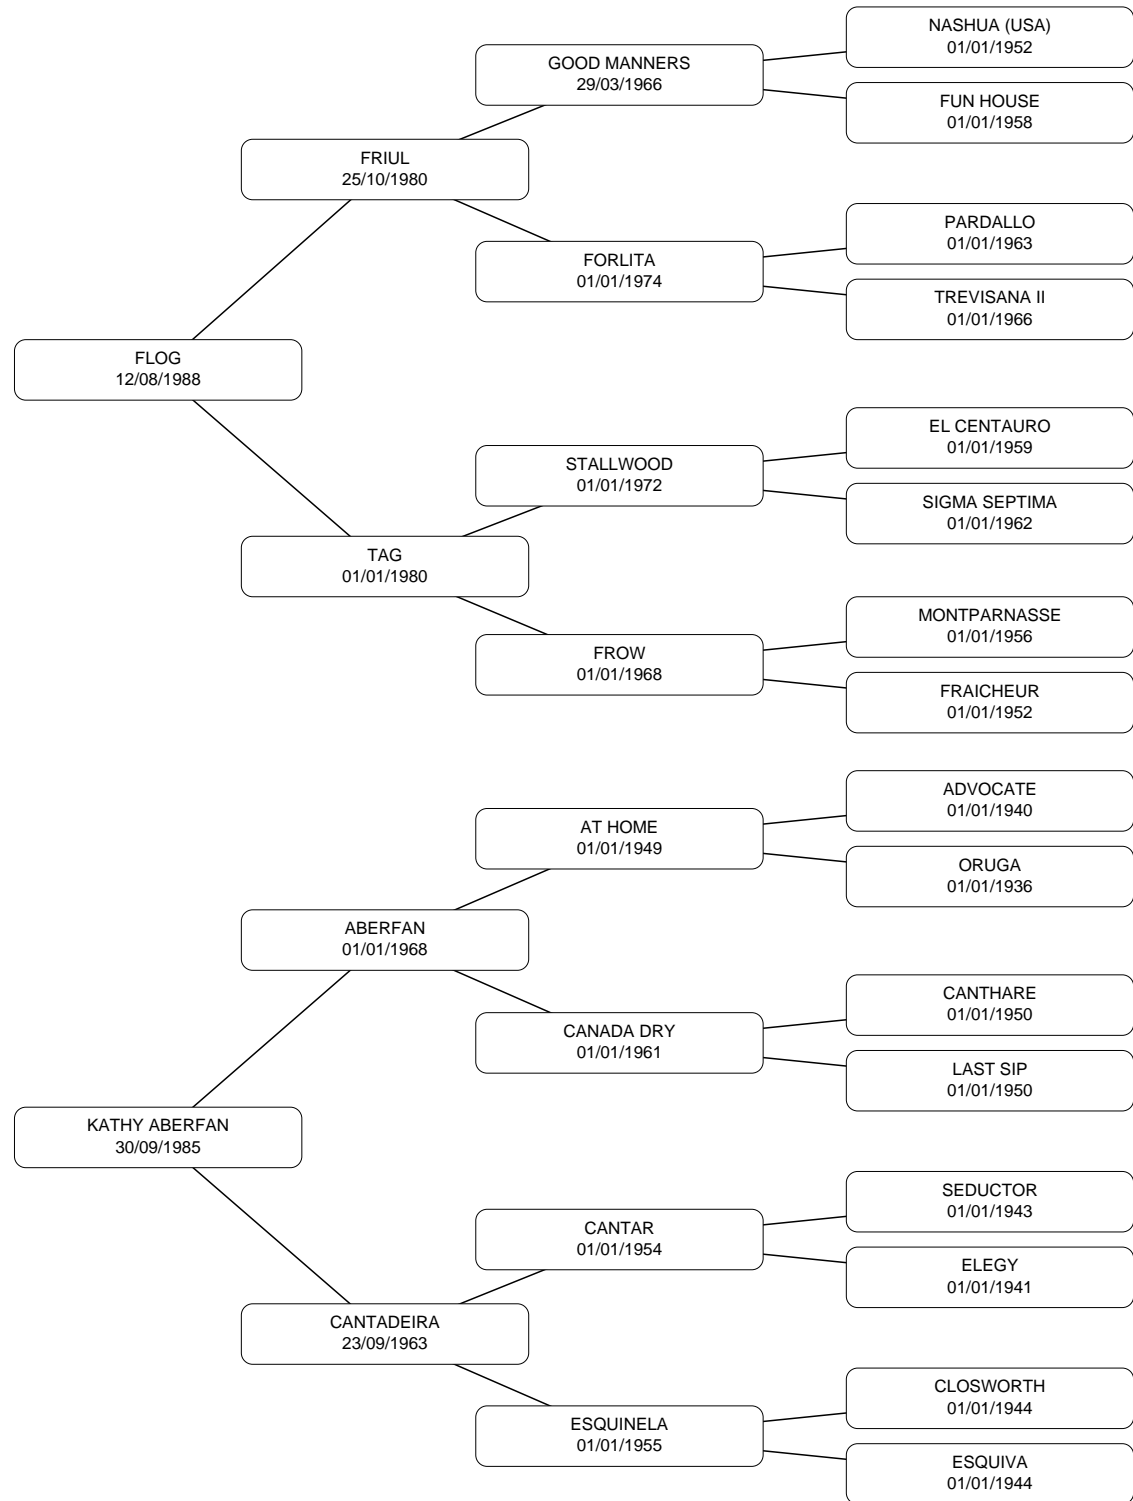 NASHUA (USA)
01/01/1952
GOOD MANNERS
29/03/1966
FUN HOUSE
01/01/1958
FRIUL
25/10/1980
PARDALLO
01/01/1963
FORLITA
01/01/1974
TREVISANA II
01/01/1966
FLOG
12/08/1988
EL CENTAURO
01/01/1959
STALLWOOD
01/01/1972
SIGMA SEPTIMA
01/01/1962
TAG
01/01/1980
MONTPARNASSE
01/01/1956
FROW
01/01/1968
FRAICHEUR
01/01/1952
ADVOCATE
01/01/1940
AT HOME
01/01/1949
ORUGA
01/01/1936
ABERFAN
01/01/1968
CANTHARE
01/01/1950
CANADA DRY
01/01/1961
LAST SIP
01/01/1950
KATHY ABERFAN
30/09/1985
SEDUCTOR
01/01/1943
CANTAR
01/01/1954
ELEGY
01/01/1941
CANTADEIRA
23/09/1963
CLOSWORTH
01/01/1944
ESQUINELA
01/01/1955
ESQUIVA
01/01/1944